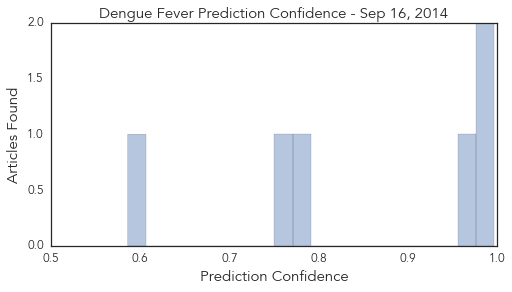 Dengue Fever Prediction Confidence - Sep 16, 2014
Articles Found
2.0
1.5
1.0
0.5
0.0
0.5 0.6 0.7 0.8 0.9 1.0
Prediction Confidence